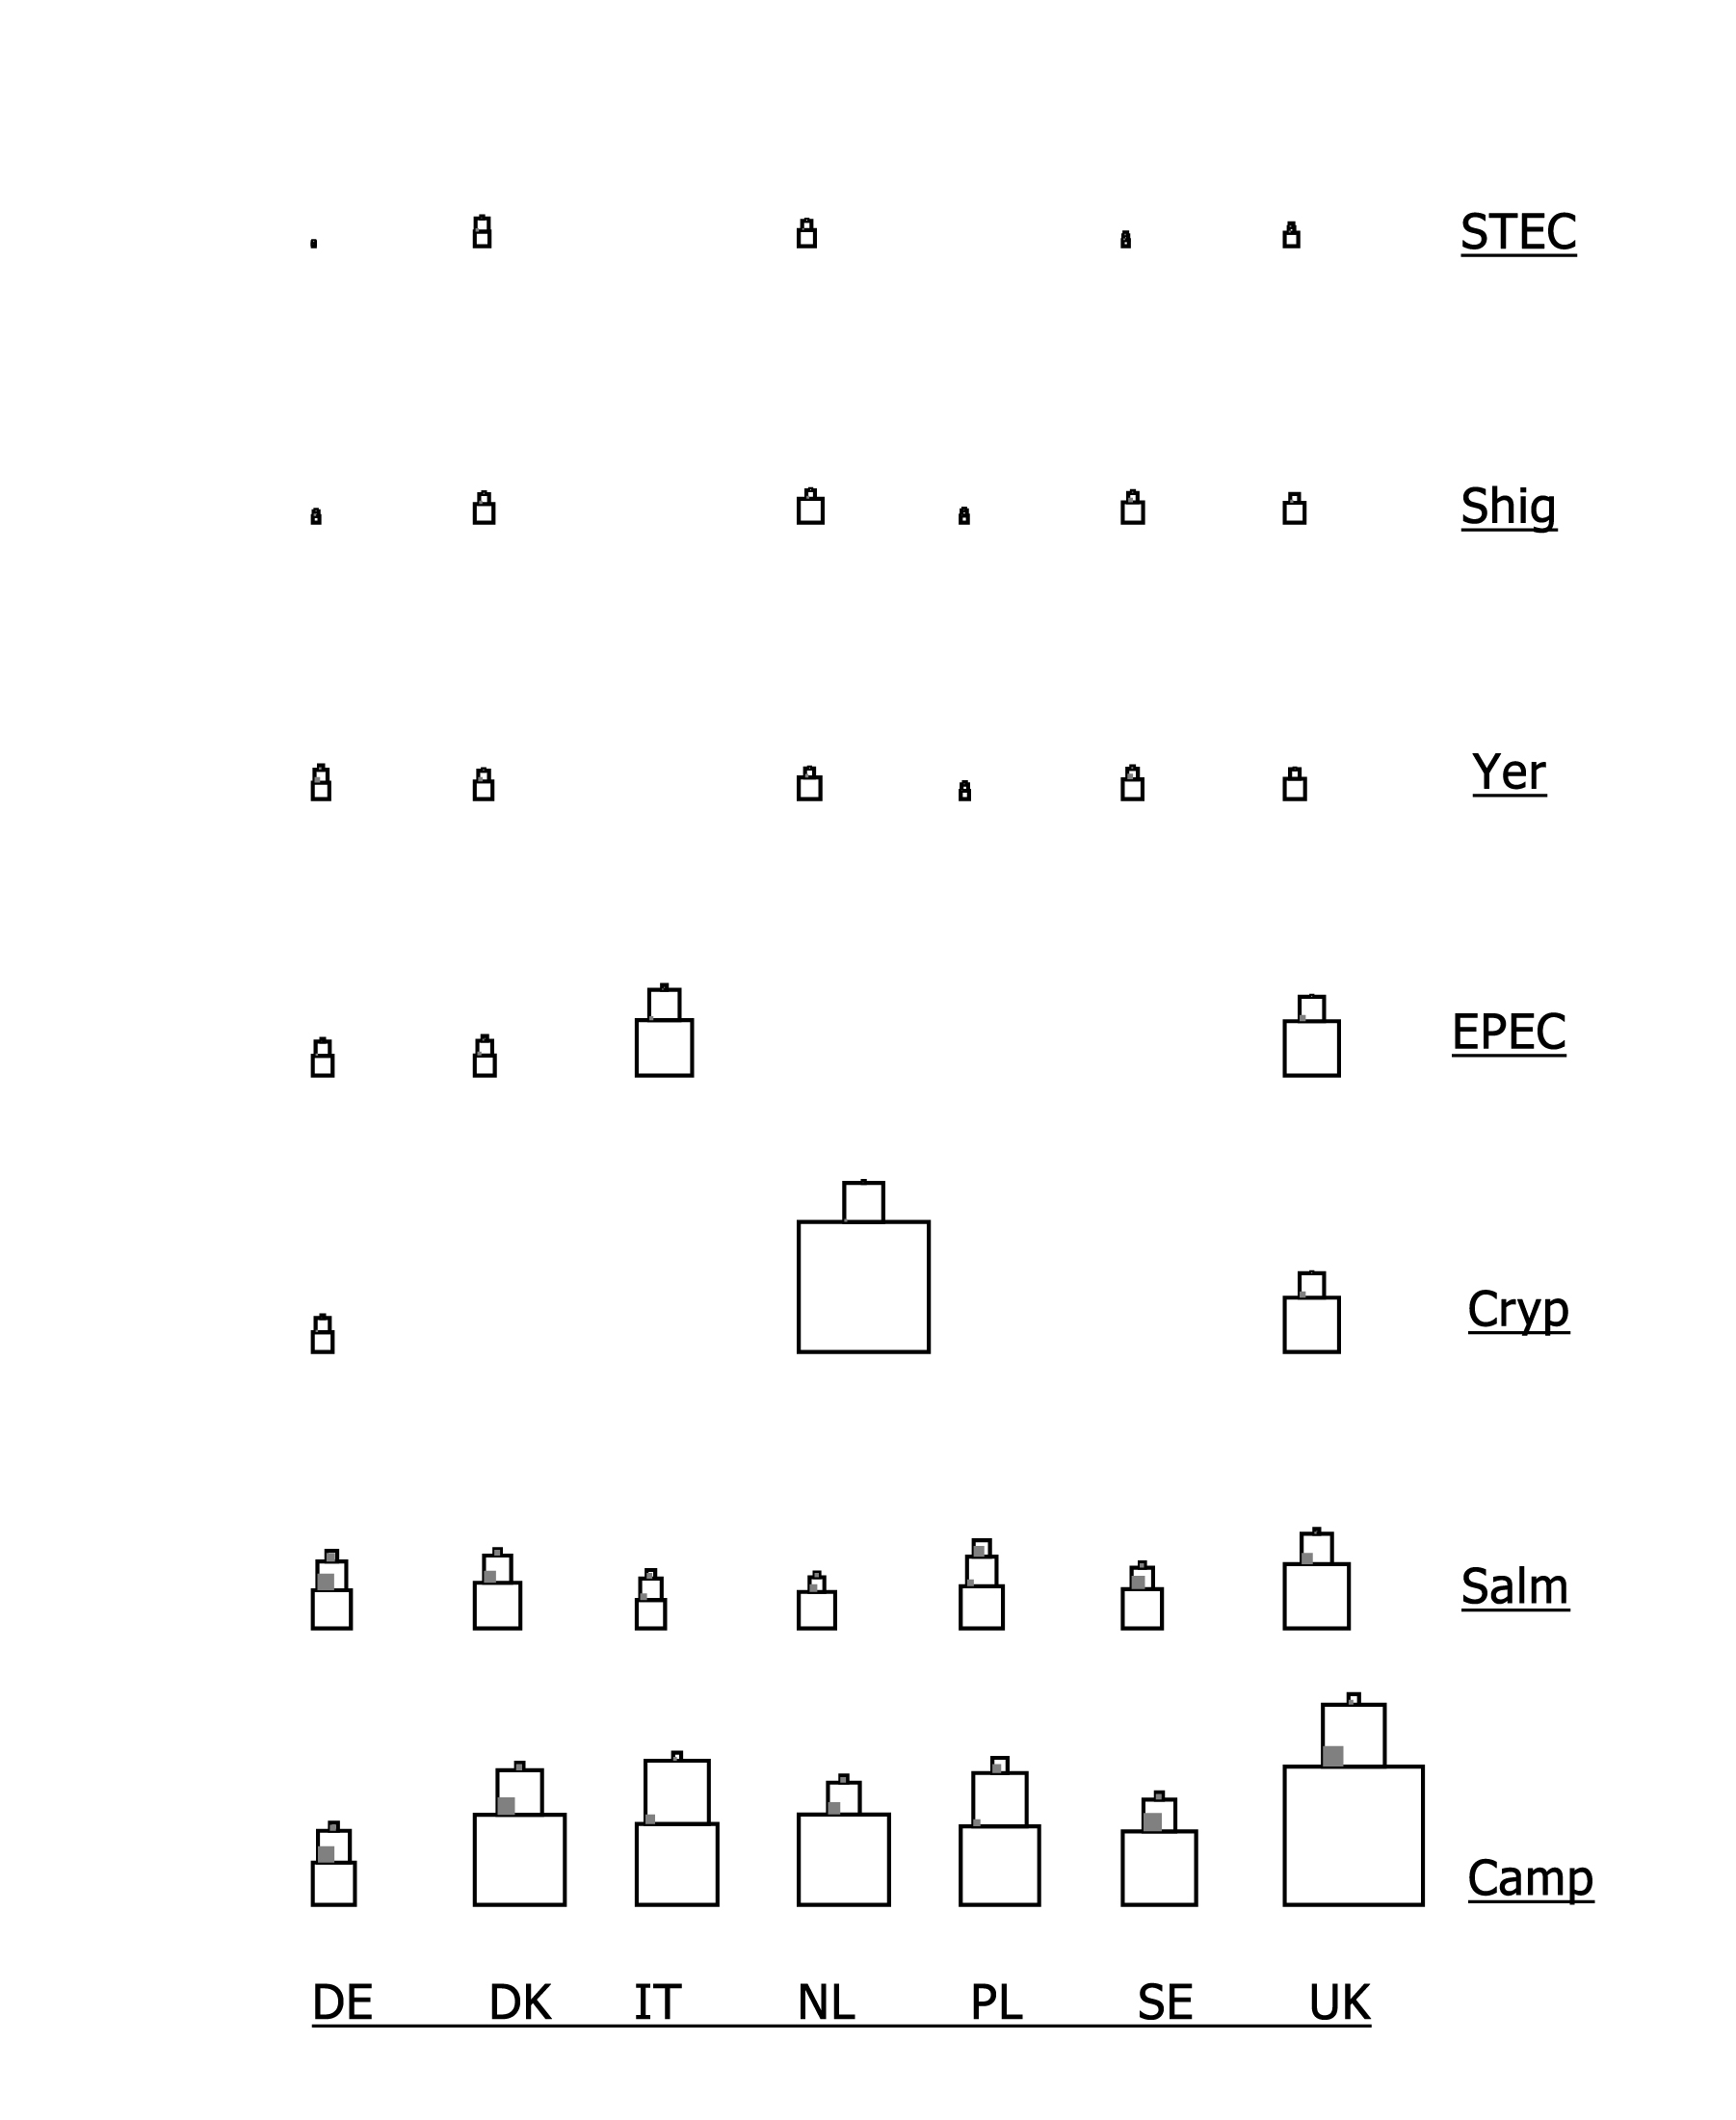 STEC
Shig
Yer
EPEC
Cryp
Salm
Camp
DE DK IT NL PL SE UK